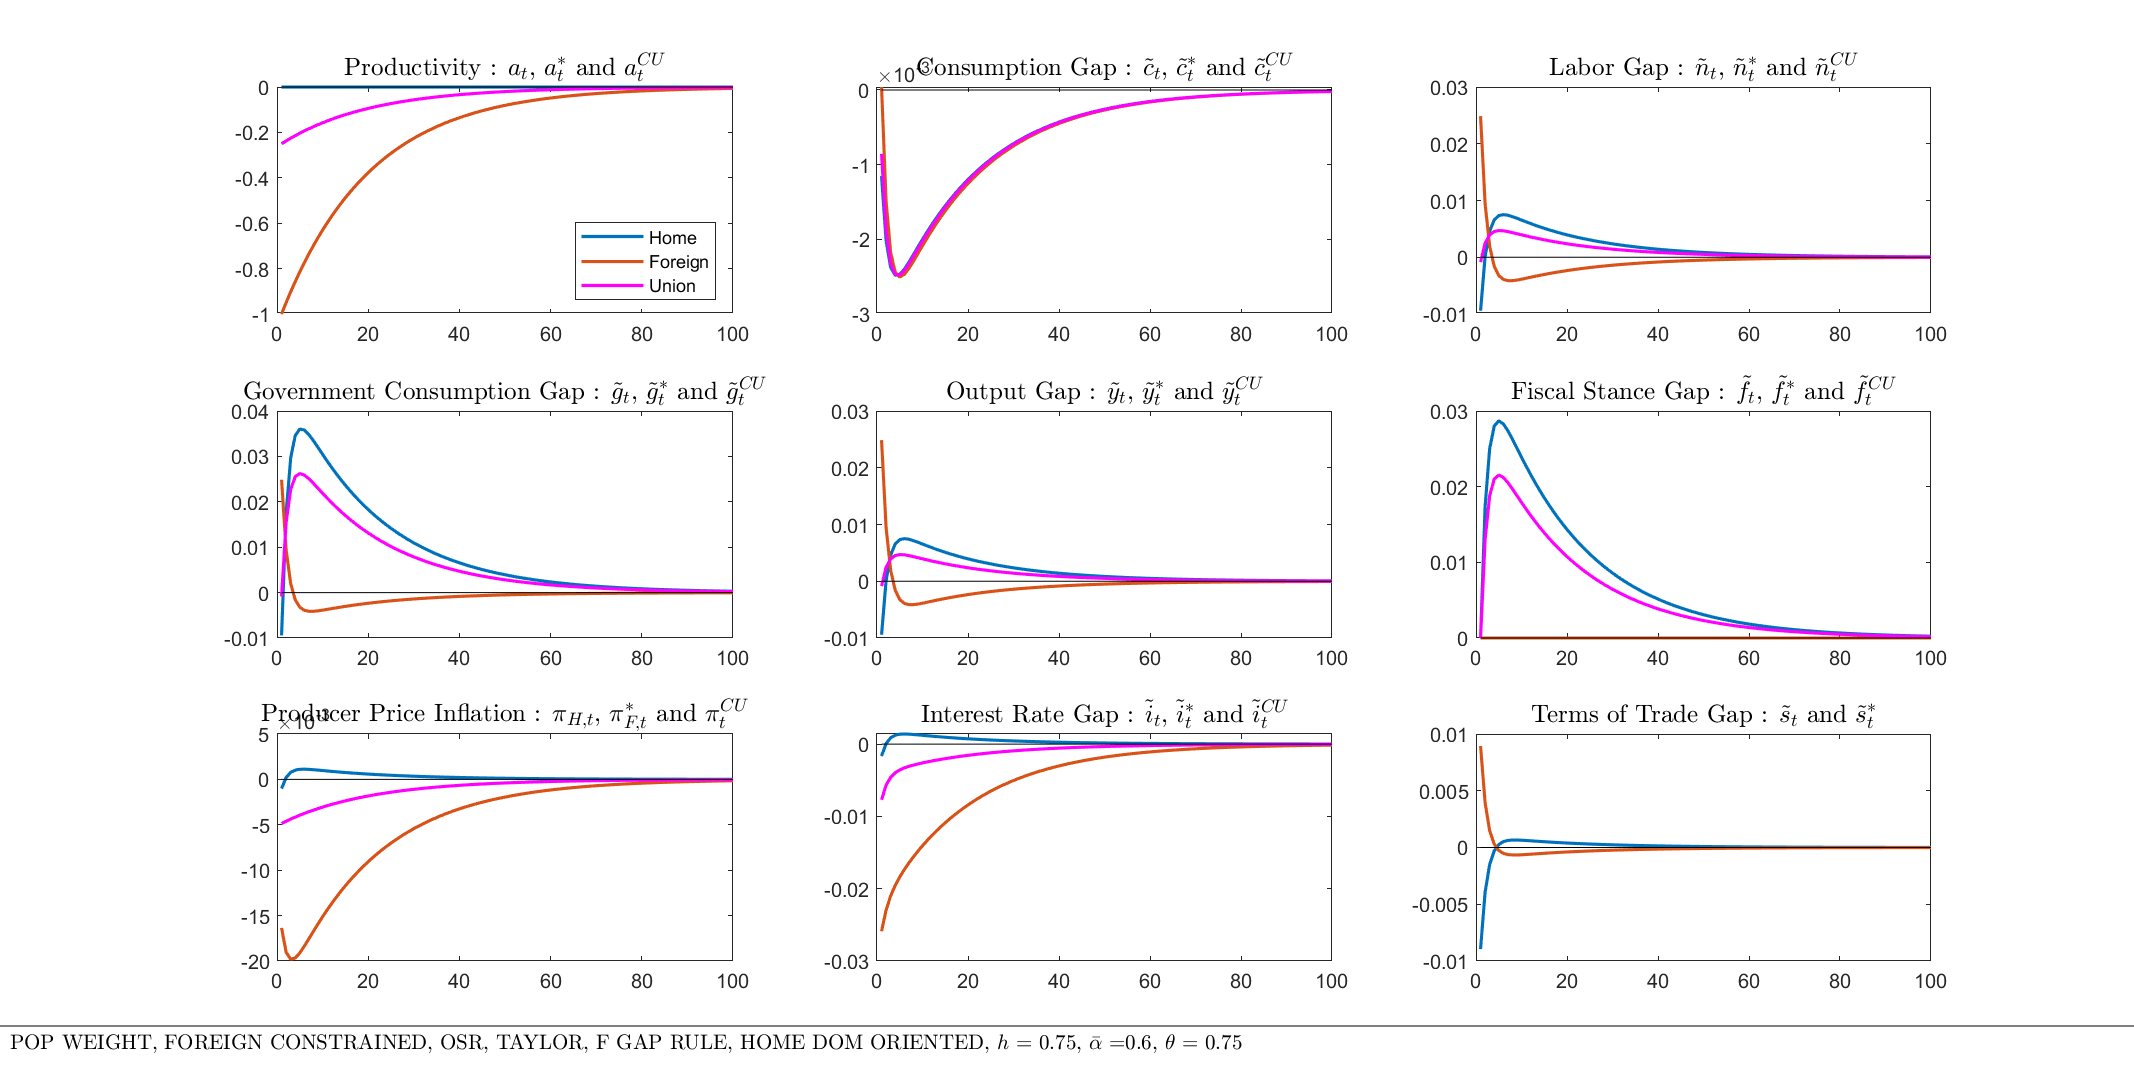 Productivity : a_t, a_t^* and a_t^{CU}
0
-0.2
-0.4
-0.6
-0.8
-1
0 20 40 60 80 100
Home
Foreign
Union
×10^{-3}
Consumption Gap : c̃_t, c̃_t^* and c̃_t^{CU}
0
-1
-2
-3
0 20 40 60 80 100
Labor Gap : ñ_t, ñ_t^* and ñ_t^{CU}
0.03
0.02
0.01
0
-0.01
0 20 40 60 80 100
Government Consumption Gap : g̃_t, g̃_t^* and g̃_t^{CU}
0.04
0.03
0.02
0.01
0
-0.01
0 20 40 60 80 100
Output Gap : ỹ_t, ỹ_t^* and ỹ_t^{CU}
0.03
0.02
0.01
0
-0.01
0 20 40 60 80 100
Fiscal Stance Gap : f̃_t, f̃_t^* and f̃_t^{CU}
0.03
0.02
0.01
0
0 20 40 60 80 100
Producer Price Inflation : π_{H,t}, π_{F,t}^* and π_t^{CU}
×10^{-3}
5
0
-5
-10
-15
-20
0 20 40 60 80 100
Interest Rate Gap : ĩ_t, ĩ_t^* and ĩ_t^{CU}
0
-0.01
-0.02
-0.03
0 20 40 60 80 100
Terms of Trade Gap : s̃_t and s̃_t^*
0.01
0.005
0
-0.005
-0.01
0 20 40 60 80 100
POP WEIGHT, FOREIGN CONSTRAINED, OSR, TAYLOR, F GAP RULE, HOME DOM ORIENTED, h = 0.75, ᾱ =0.6, θ = 0.75